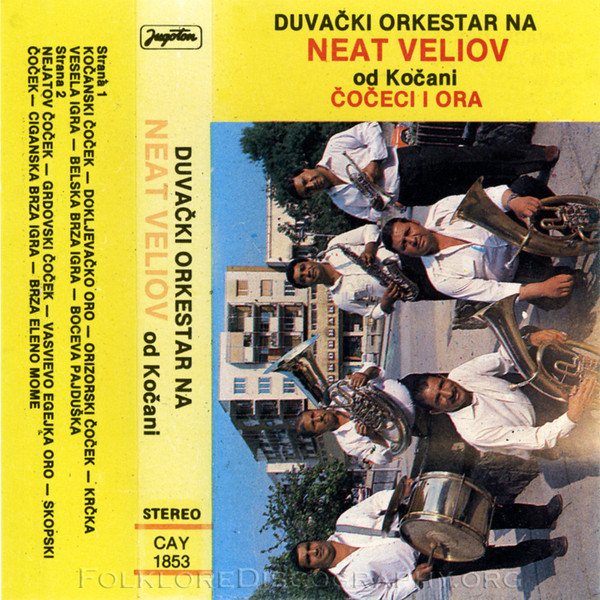 Jugoton
Strana 1
KOČANSKI ČOČEK — DOKLJEVAČKO ORO — ORIZORSKI ČOČEK — KRČKA
VESELA IGRA — BELSKA BRZA IGRA — BOCEVA PAJDUŠKA
Strana 2
NEJATOV ČOČEK — GRDOVSKI ČOČEK — VASVIEVO EGEJKA ORO — SKOPSKI
ČOČEK — CIGANSKA BRZA IGRA — BRZA ELENO MOME
DUVAČKI ORKESTAR NA
NEAT VELIOV
od Kočani
STEREO
CAY
1853
DUVAČKI ORKESTAR NA
NEAT VELIOV
od Kočani
ČOČECI I ORA
FOLKLOREDISCOGRAPHY.ORG